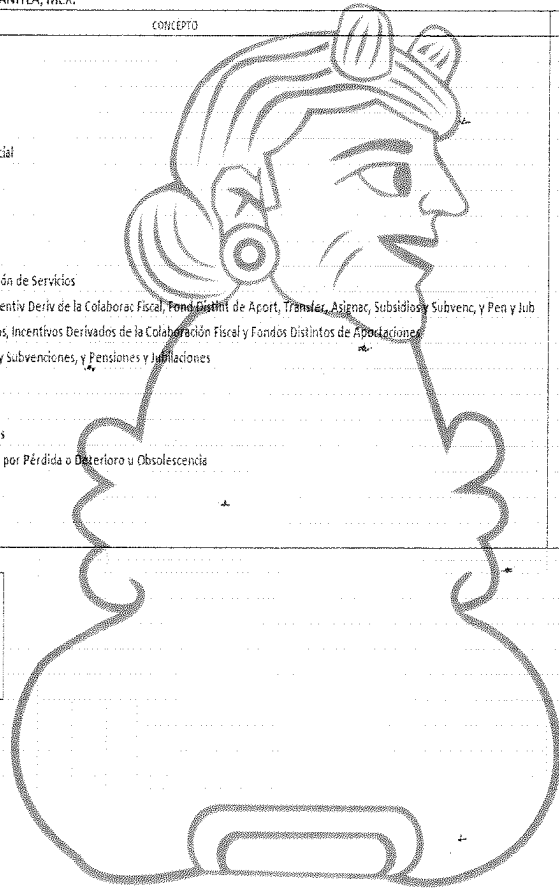 CONCEPTO
cial
ón de Servicios
entiv Deriv de la Colaborac Fiscal, Fond Distint de Aport, Transfer, Asignac, Subsidios y Subvenc, y Pen y Jub
os, Incentivos Derivados de la Colaboración Fiscal y Fondos Distintos de Aportaciones
y Subvenciones, y Pensiones y Jubilaciones
s
por Pérdida o Deterioro u Obsolescencia